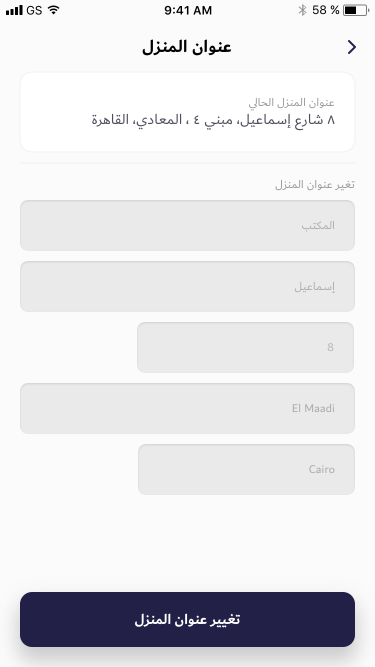 GS 9:41 AM 58 %
عنوان المنزل
عنوان المنزل الحالي
٨ شارع إسماعيل، مبني ٤ ، المعادي، القاهرة
تغير عنوان المنزل
المكتب
إسماعيل
8
El Maadi
Cairo
تغيير عنوان المنزل